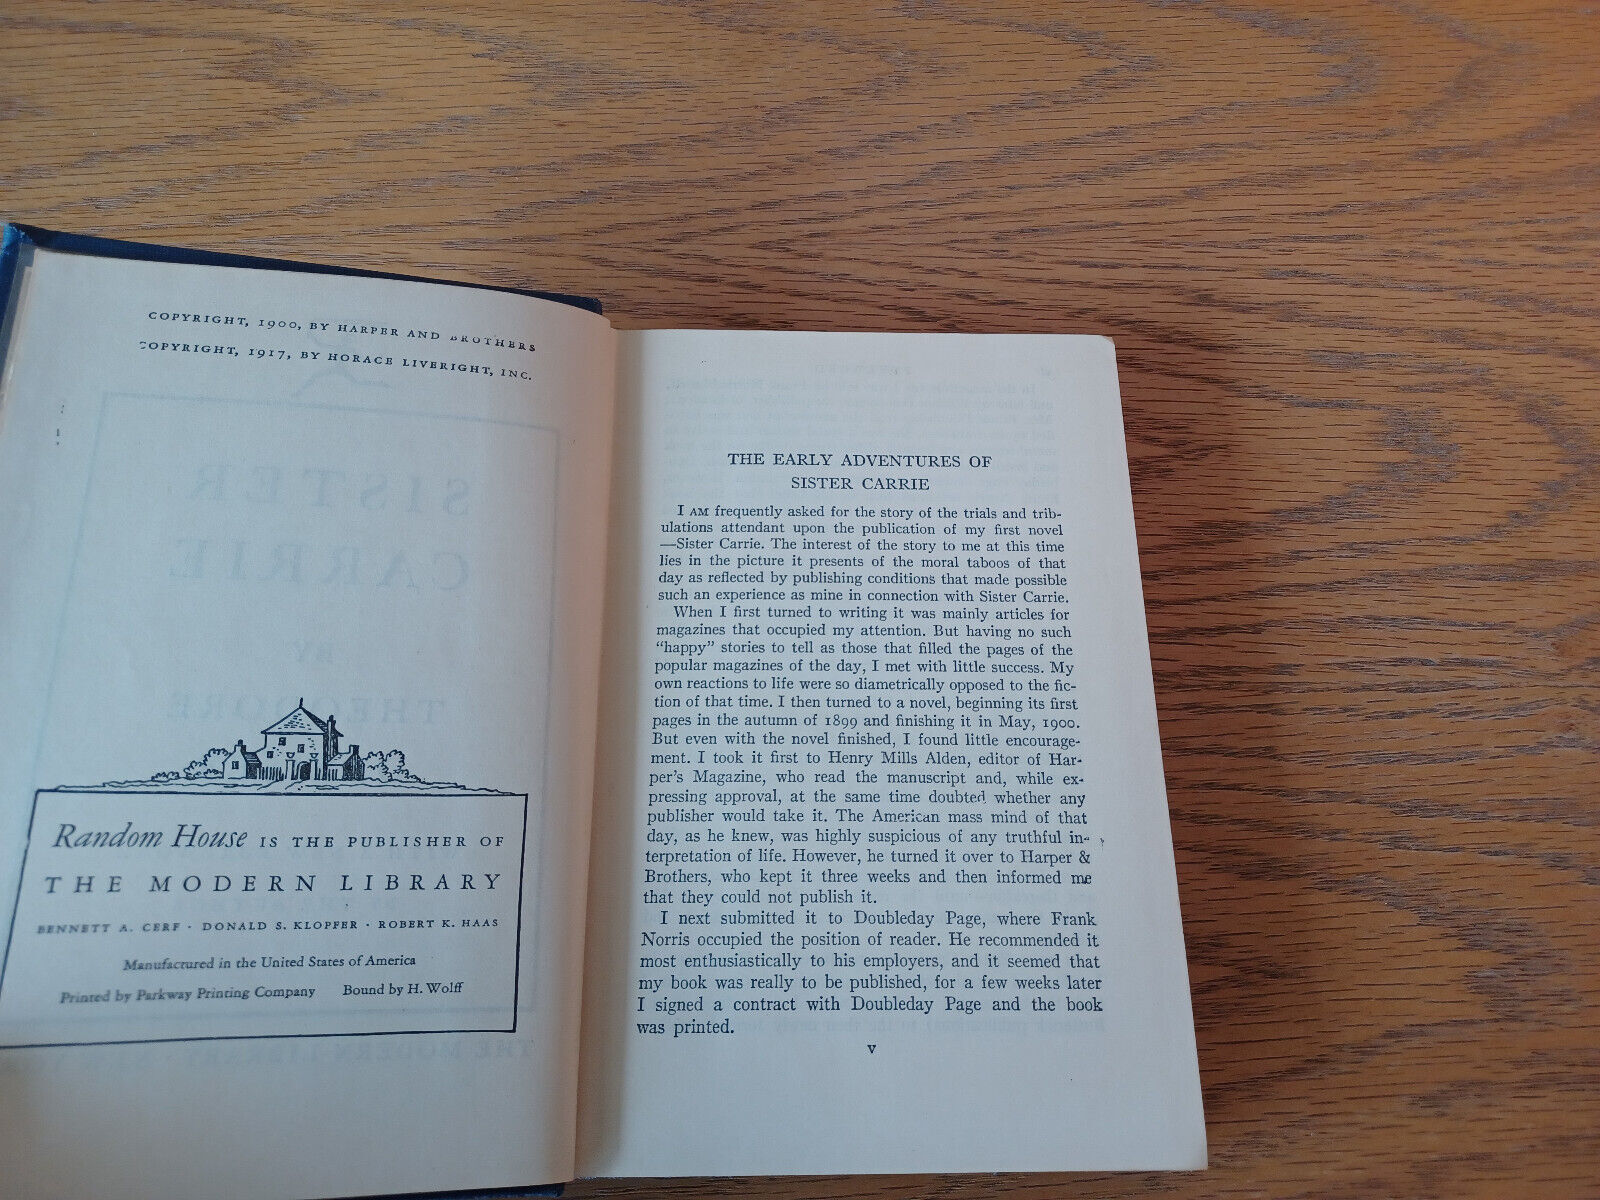 COPYRIGHT, 1900, BY HARPER AND BROTHERS
COPYRIGHT, 1917, BY HORACE LIVERIGHT, INC.
Random House IS THE PUBLISHER OF
THE MODERN LIBRARY
BENNETT A. CERF · DONALD S. KLOPFER · ROBERT K. HAAS
Manufactured in the United States of America
Printed by Parkway Printing Company Bound by H. Wolff
THE EARLY ADVENTURES OF
SISTER CARRIE
I AM frequently asked for the story of the trials and trib-
ulations attendant upon the publication of my first novel
—Sister Carrie. The interest of the story to me at this time
lies in the picture it presents of the moral taboos of that
day as reflected by publishing conditions that made possible
such an experience as mine in connection with Sister Carrie.
When I first turned to writing it was mainly articles for
magazines that occupied my attention. But having no such
"happy" stories to tell as those that filled the pages of the
popular magazines of the day, I met with little success. My
own reactions to life were so diametrically opposed to the fic-
tion of that time. I then turned to a novel, beginning its first
pages in the autumn of 1899 and finishing it in May, 1900.
But even with the novel finished, I found little encourage-
ment. I took it first to Henry Mills Alden, editor of Har-
per's Magazine, who read the manuscript and, while ex-
pressing approval, at the same time doubted whether any
publisher would take it. The American mass mind of that
day, as he knew, was highly suspicious of any truthful in-
terpretation of life. However, he turned it over to Harper &
Brothers, who kept it three weeks and then informed me
that they could not publish it.
I next submitted it to Doubleday Page, where Frank
Norris occupied the position of reader. He recommended it
most enthusiastically to his employers, and it seemed that
my book was really to be published, for a few weeks later
I signed a contract with Doubleday Page and the book
was printed.
v